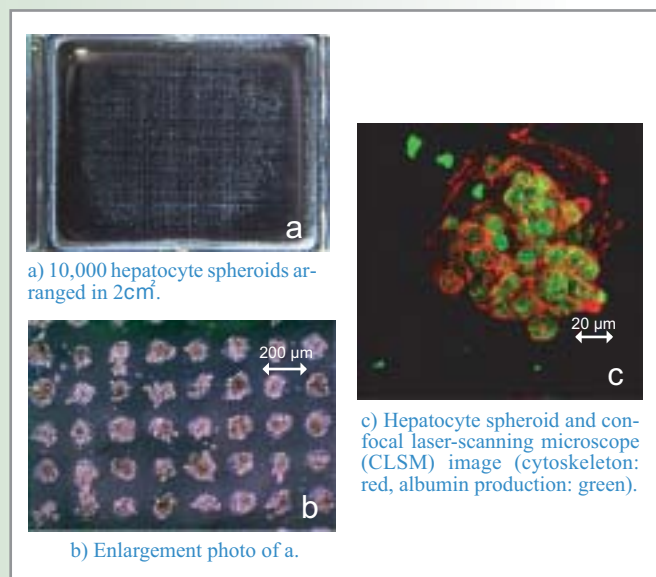 a
a) 10,000 hepatocyte spheroids ar-
ranged in 2㎠.
200 µm
b
b) Enlargement photo of a.
20 µm
c
c) Hepatocyte spheroid and con-
focal laser-scanning microscope
(CLSM) image (cytoskeleton:
red, albumin production: green).